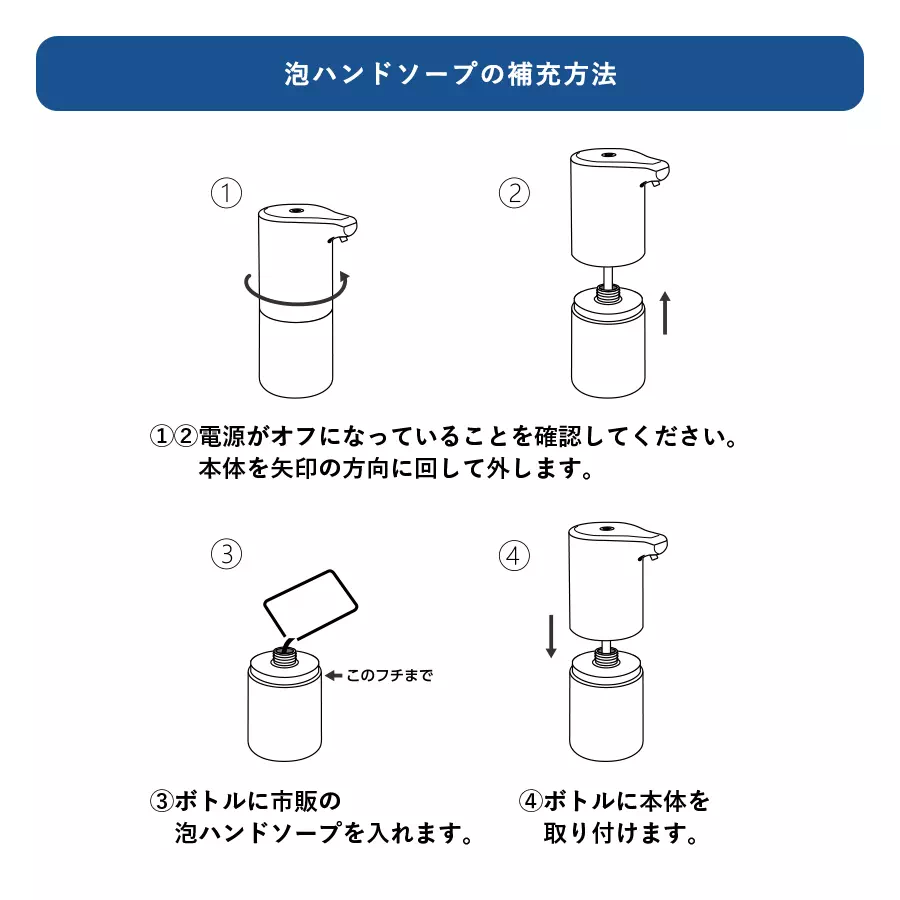 泡ハンドソープの補充方法
①
②
①②電源がオフになっていることを確認してください。
本体を矢印の方向に回して外します。
③
④
このフチまで
③ボトルに市販の
泡ハンドソープを入れます。
④ボトルに本体を
取り付けます。